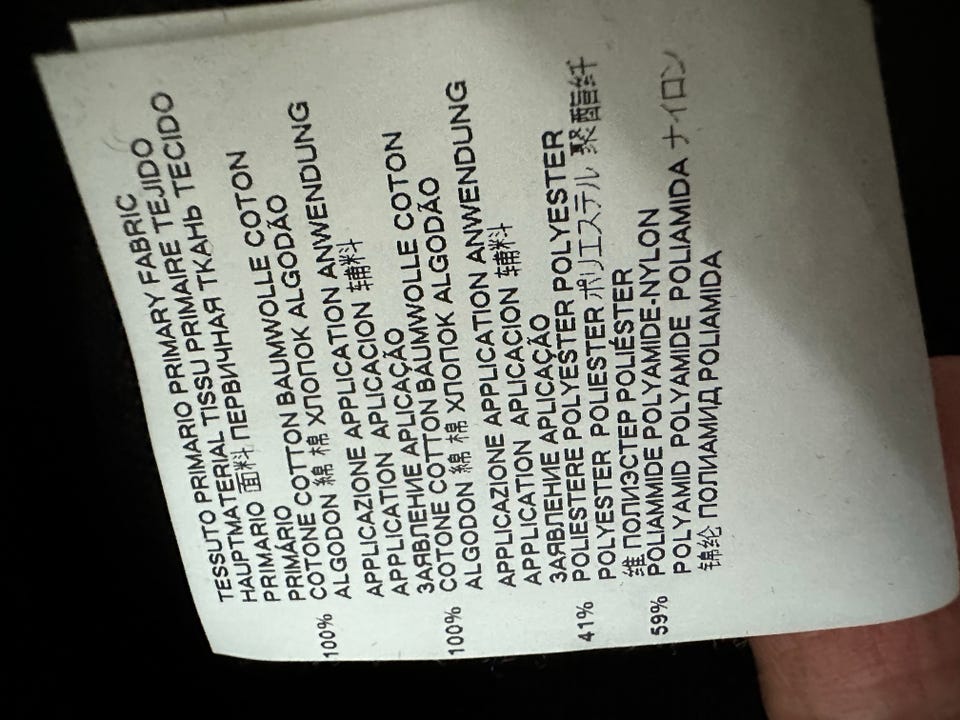 TESSUTO PRIMARIO PRIMARY FABRIC
HAUPTMATERIAL TISSU PRIMAIRE TEJIDO
PRIMARIO 面料 ПЕРВИЧНАЯ ТКАНЬ TECIDO
PRIMÁRIO
100% COTONE COTTON BAUMWOLLE COTON
ALGODON 綿 棉 ХЛОПОК ALGODÃO
APPLICAZIONE APPLICATION ANWENDUNG
APPLICATION APLICACION 辅料
ЗАЯВЛЕНИЕ APLICAÇÃO
100% COTONE COTTON BAUMWOLLE COTON
ALGODON 綿 棉 ХЛОПОК ALGODÃO
APPLICAZIONE APPLICATION ANWENDUNG
APPLICATION APLICACION 辅料
ЗАЯВЛЕНИЕ APLICAÇÃO
41% POLIESTERE POLYESTER POLYESTER
POLYESTER POLIESTER ポリエステル 聚酯纤
维 ПОЛИЭСТЕР POLIÉSTER
59% POLIAMMIDE POLYAMIDE-NYLON
POLYAMID POLYAMIDE POLIAMIDA ナイロン
锦纶 ПОЛИАМИД POLIAMIDA